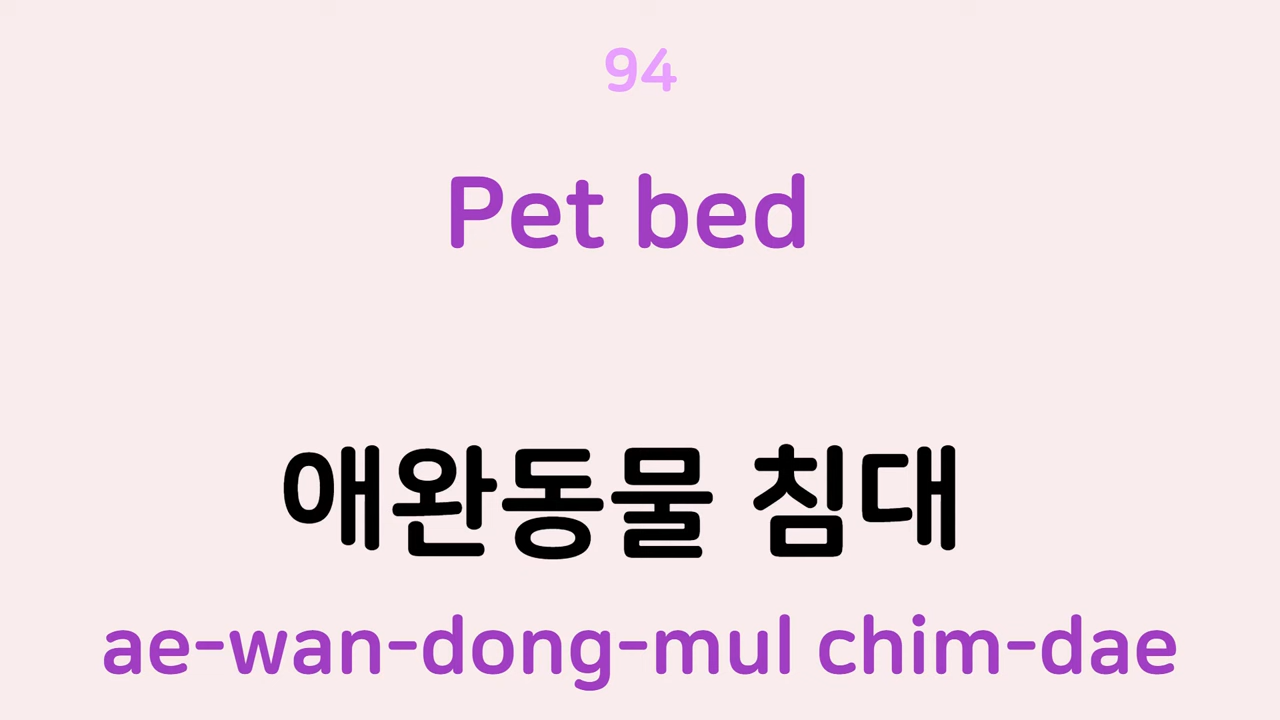 94
Pet bed
애완동물 침대
ae-wan-dong-mul chim-dae